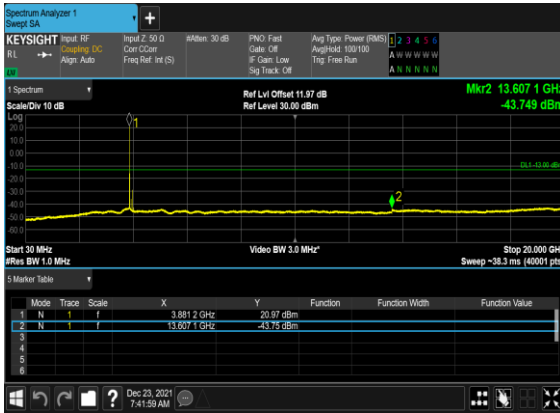 Spectrum Analyzer 1
Swept SA
+
KEYSIGHT Input: RF Input Z: 50 Ω #Atten: 30 dB PNO: Fast Avg Type: Power (RMS) 1 2 3 4 5 6
RL Coupling: DC Corr CCorr Gate: Off Avg|Hold: 100/100 A W W W W W
Align: Auto Freq Ref: Int (S) IF Gain: Low Trig: Free Run
Sig Track: Off A N N N N N
1 Spectrum Ref Lvl Offset 11.97 dB Mkr2 13.607 1 GHz
Scale/Div 10 dB Ref Level 30.00 dBm -43.749 dBm
Log
20.0
10.0
0.00
-10.0
DL1 -13.00 dBm
-20.0
-30.0
-40.0
-50.0
-60.0
1
2
Start 30 MHz Video BW 3.0 MHz* Stop 20.000 GH
#Res BW 1.0 MHz Sweep ~38.3 ms (40001 pts
5 Marker Table
Mode Trace Scale X Y Function Function Width Function Value
1 N 1 f 3.881 2 GHz 20.97 dBm
2 N 1 f 13.607 1 GHz -43.75 dBm
3
4
5
6
? Dec 23, 2021
7:41:59 AM